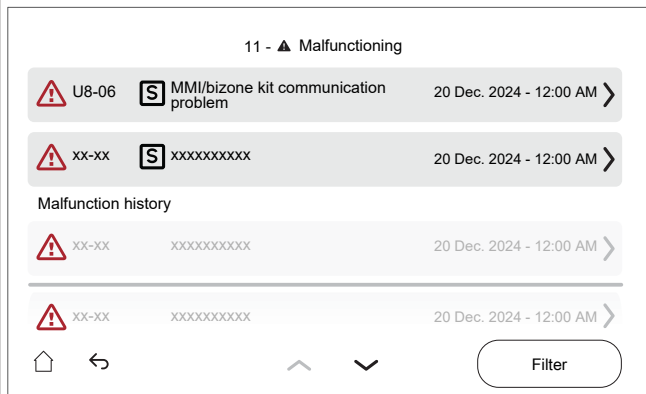 11 - Malfunctioning
U8-06 S MMI/bizone kit communication problem 20 Dec. 2024 - 12:00 AM
xx-xx S xxxxxxxxxx 20 Dec. 2024 - 12:00 AM
Malfunction history
xx-xx xxxxxxxxxx 20 Dec. 2024 - 12:00 AM
xx-xx xxxxxxxxxx 20 Dec. 2024 - 12:00 AM
Filter